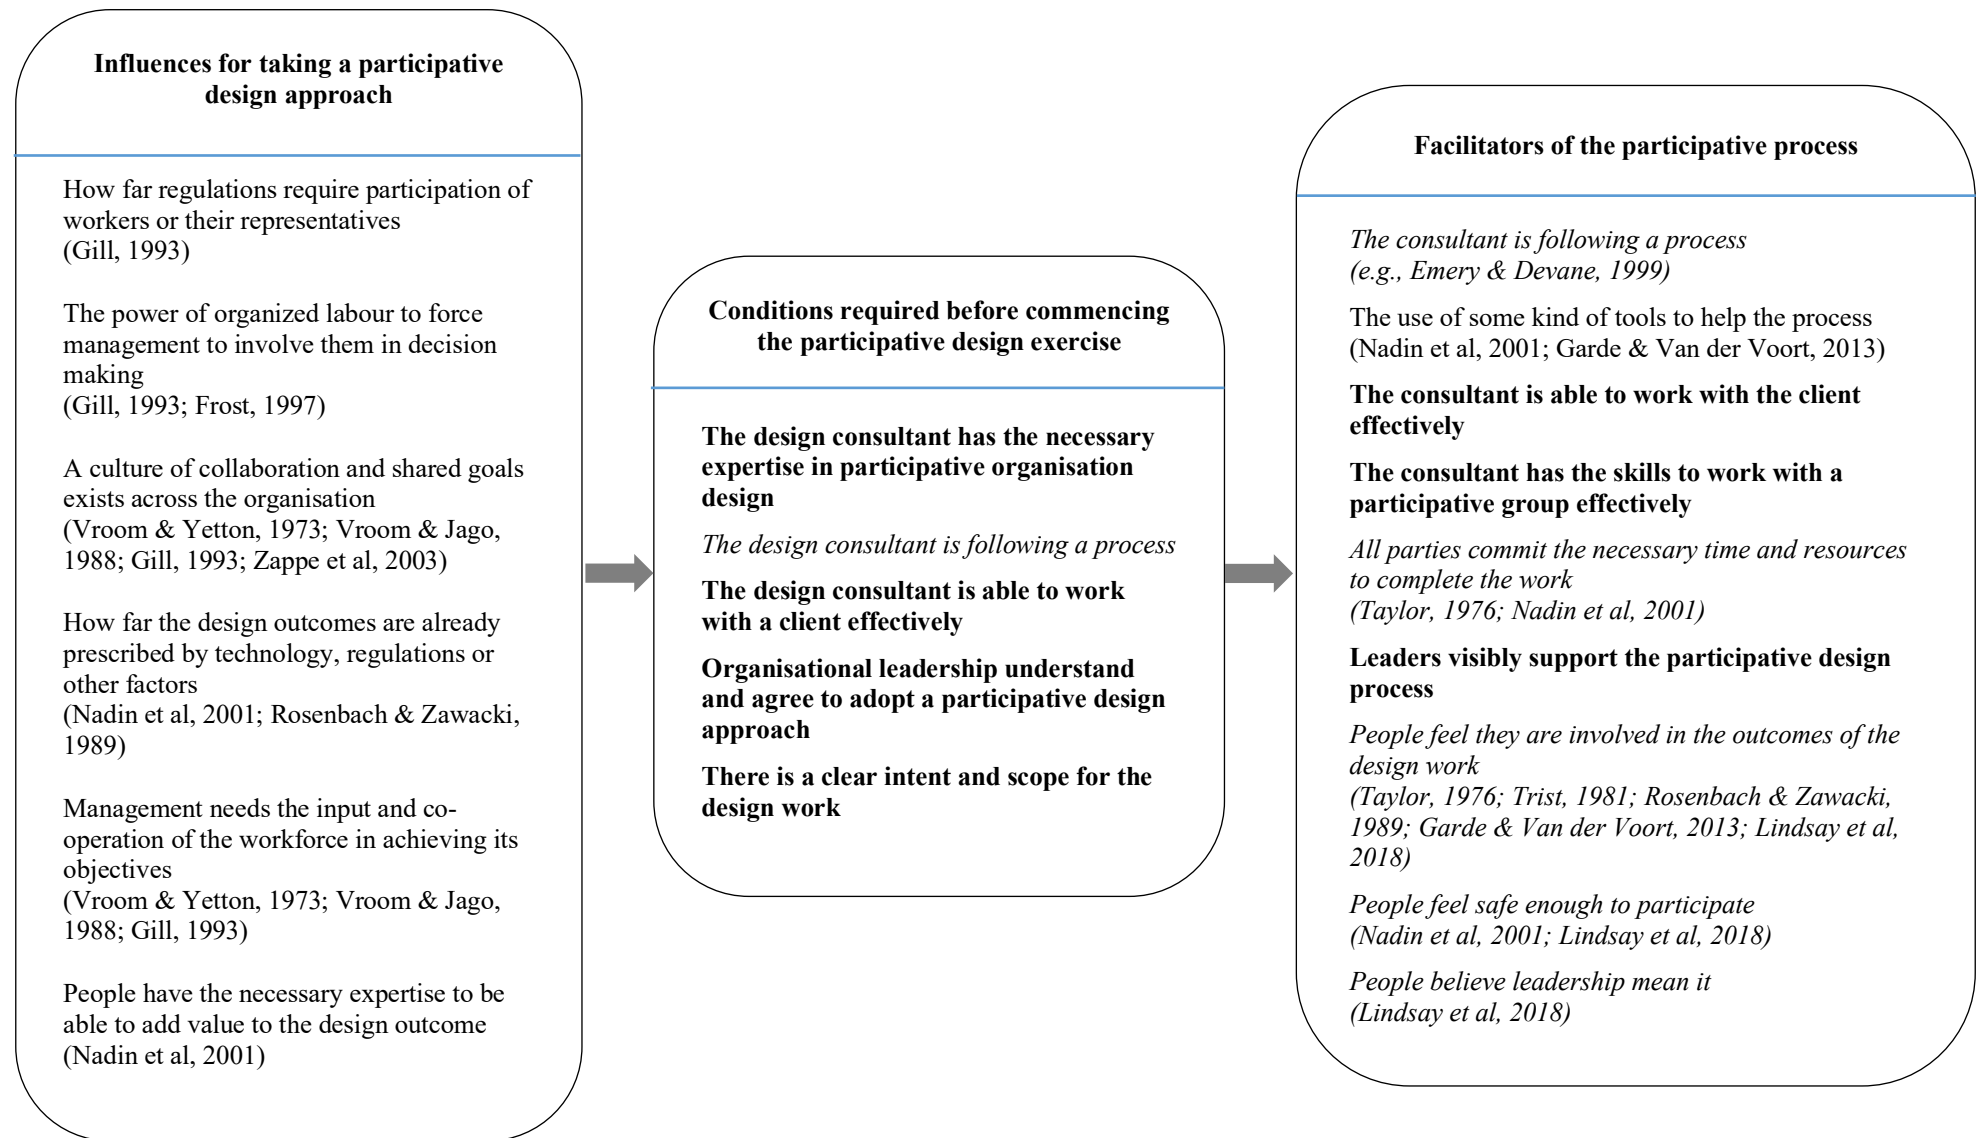 Influences for taking a participative
design approach
How far regulations require participation of
workers or their representatives
(Gill, 1993)
The power of organized labour to force
management to involve them in decision
making
(Gill, 1993; Frost, 1997)
A culture of collaboration and shared goals
exists across the organisation
(Vroom & Yetton, 1973; Vroom & Jago,
1988; Gill, 1993; Zappe et al, 2003)
How far the design outcomes are already
prescribed by technology, regulations or
other factors
(Nadin et al, 2001; Rosenbach & Zawacki,
1989)
Management needs the input and co-
operation of the workforce in achieving its
objectives
(Vroom & Yetton, 1973; Vroom & Jago,
1988; Gill, 1993)
People have the necessary expertise to be
able to add value to the design outcome
(Nadin et al, 2001)
Conditions required before commencing
the participative design exercise
The design consultant has the necessary
expertise in participative organisation
design
The design consultant is following a process
The design consultant is able to work
with a client effectively
Organisational leadership understand
and agree to adopt a participative design
approach
There is a clear intent and scope for the
design work
Facilitators of the participative process
The consultant is following a process
(e.g., Emery & Devane, 1999)
The use of some kind of tools to help the process
(Nadin et al, 2001; Garde & Van der Voort, 2013)
The consultant is able to work with the client
effectively
The consultant has the skills to work with a
participative group effectively
All parties commit the necessary time and resources
to complete the work
(Taylor, 1976; Nadin et al, 2001)
Leaders visibly support the participative design
process
People feel they are involved in the outcomes of the
design work
(Taylor, 1976; Trist, 1981; Rosenbach & Zawacki,
1989; Garde & Van der Voort, 2013; Lindsay et al,
2018)
People feel safe enough to participate
(Nadin et al, 2001; Lindsay et al, 2018)
People believe leadership mean it
(Lindsay et al, 2018)